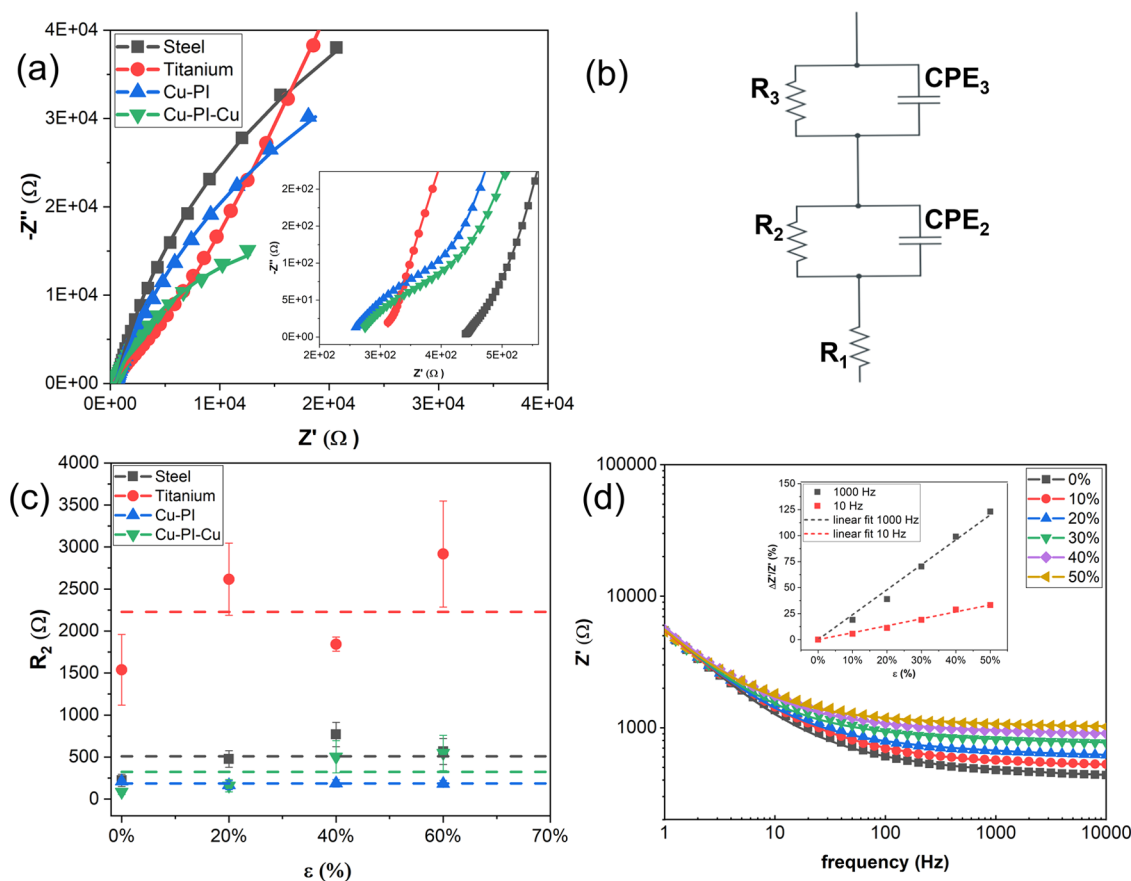 (a)
Steel
Titanium
Cu-PI
Cu-PI-Cu
4E+04
3E+04
2E+04
1E+04
0E+00
-Z'' (Ω)
0E+00 1E+04 2E+04 3E+04 4E+04
Z' (Ω )
2E+02
2E+02
1E+02
5E+01
0E+00
-Z'' (Ω)
2E+02 3E+02 4E+02 5E+02
Z' (Ω )
(b)
R3
CPE3
R2
CPE2
R1
(c)
Steel
Titanium
Cu-PI
Cu-PI-Cu
4000
3500
3000
2500
2000
1500
1000
500
0
R2 (Ω)
0% 10% 20% 30% 40% 50% 60% 70%
ε (%)
(d)
0%
10%
20%
30%
40%
50%
100000
10000
1000
Z' (Ω)
1 10 100 1000 10000
frequency (Hz)
1000 Hz
10 Hz
linear fit 1000 Hz
linear fit 10 Hz
150
125
100
75
50
25
0
ΔZ'/Z' (%)
0% 10% 20% 30% 40% 50%
ε (%)